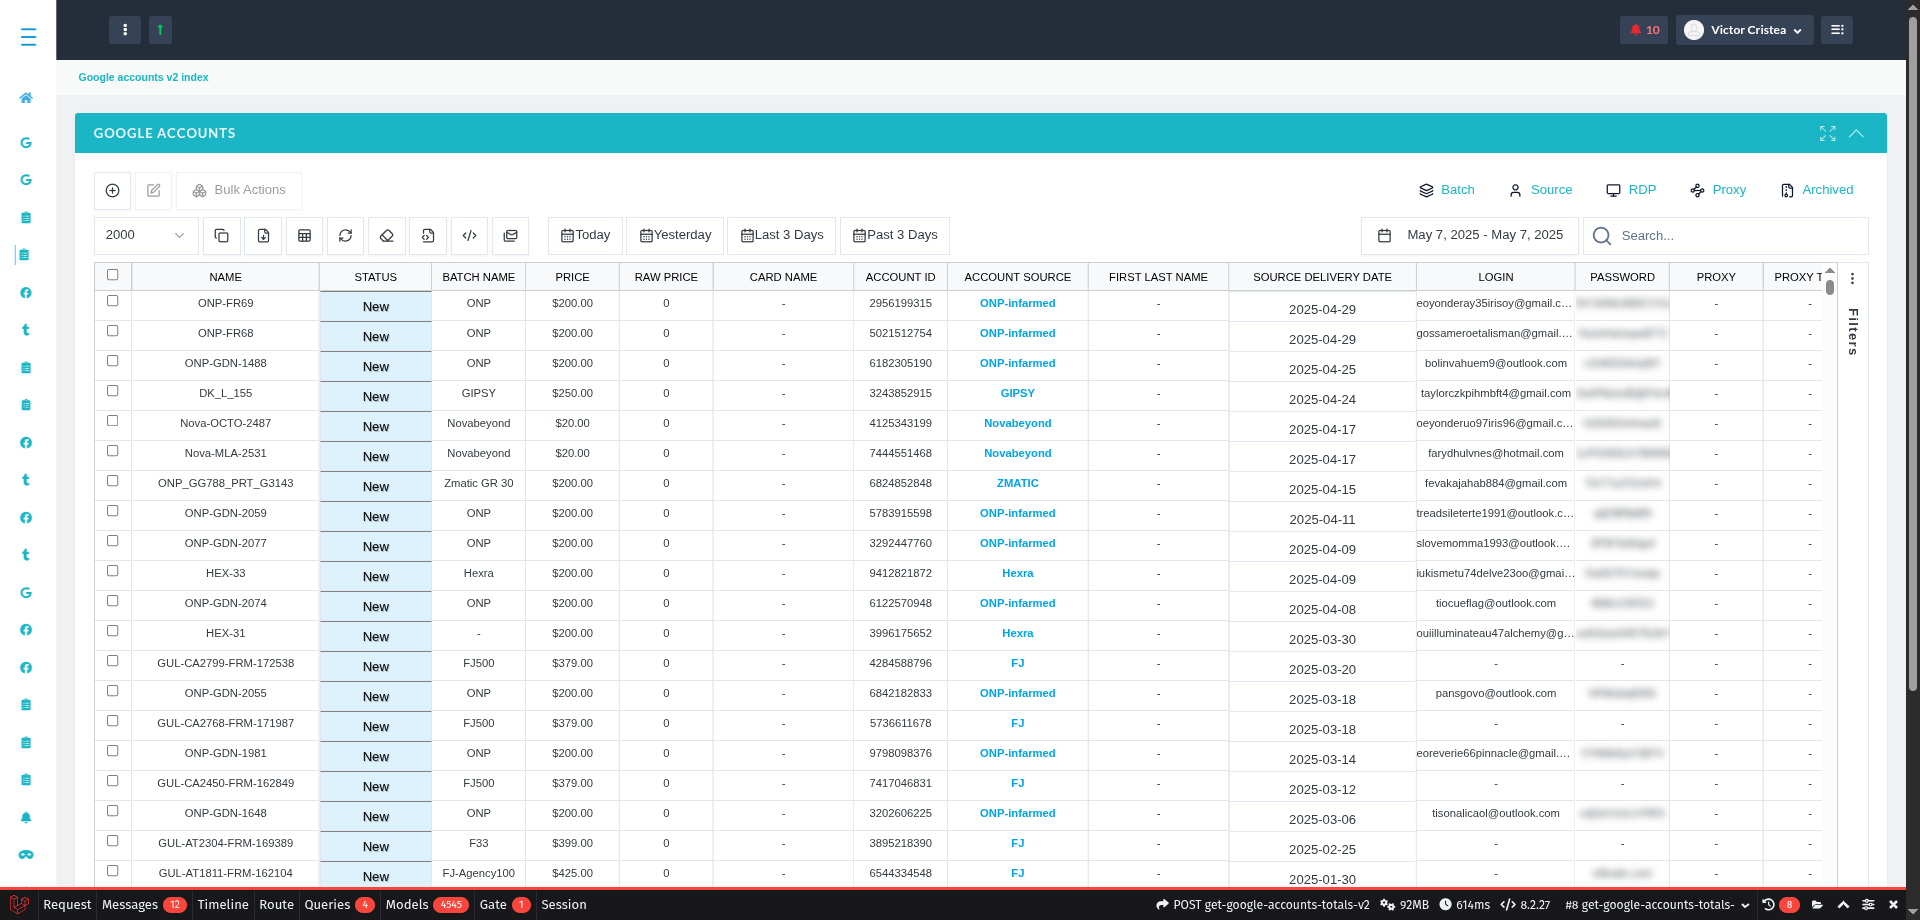 10
Victor Cristea
Google accounts v2 index
GOOGLE ACCOUNTS
Bulk Actions
Batch Source RDP Proxy Archived
2000 Today Yesterday Last 3 Days Past 3 Days May 7, 2025 - May 7, 2025 Search...
NAME STATUS BATCH NAME PRICE RAW PRICE CARD NAME ACCOUNT ID ACCOUNT SOURCE FIRST LAST NAME SOURCE DELIVERY DATE LOGIN PASSWORD PROXY PROXY T
Filters
ONP-FR69 New ONP $200.00 0 - 2956199315 ONP-infarmed - 2025-04-29 eoyonderay35irisoy@gmail.c... - -
ONP-FR68 New ONP $200.00 0 - 5021512754 ONP-infarmed - 2025-04-29 gossameroetalisman@gmail.... - -
ONP-GDN-1488 New ONP $200.00 0 - 6182305190 ONP-infarmed - 2025-04-25 bolinvahuem9@outlook.com - -
DK_L_155 New GIPSY $250.00 0 - 3243852915 GIPSY - 2025-04-24 taylorczkpihmbft4@gmail.com - -
Nova-OCTO-2487 New Novabeyond $20.00 0 - 4125343199 Novabeyond - 2025-04-17 oeyonderuo97iris96@gmail.c... - -
Nova-MLA-2531 New Novabeyond $20.00 0 - 7444551468 Novabeyond - 2025-04-17 farydhulvnes@hotmail.com - -
ONP_GG788_PRT_G3143 New Zmatic GR 30 $200.00 0 - 6824852848 ZMATIC - 2025-04-15 fevakajahab884@gmail.com - -
ONP-GDN-2059 New ONP $200.00 0 - 5783915598 ONP-infarmed - 2025-04-11 treadsileterte1991@outlook.c... - -
ONP-GDN-2077 New ONP $200.00 0 - 3292447760 ONP-infarmed - 2025-04-09 slovemomma1993@outlook.... - -
HEX-33 New Hexra $200.00 0 - 9412821872 Hexra - 2025-04-09 iukismetu74delve23oo@gmai... - -
ONP-GDN-2074 New ONP $200.00 0 - 6122570948 ONP-infarmed - 2025-04-08 tiocueflag@outlook.com - -
HEX-31 New - $200.00 0 - 3996175652 Hexra - 2025-03-30 ouiilluminateau47alchemy@g... - -
GUL-CA2799-FRM-172538 New FJ500 $379.00 0 - 4284588796 FJ - 2025-03-20 - - - -
ONP-GDN-2055 New ONP $200.00 0 - 6842182833 ONP-infarmed - 2025-03-18 pansgovo@outlook.com - -
GUL-CA2768-FRM-171987 New FJ500 $379.00 0 - 5736611678 FJ - 2025-03-18 - - - -
ONP-GDN-1981 New ONP $200.00 0 - 9798098376 ONP-infarmed - 2025-03-14 eoreverie66pinnacle@gmail.... - -
GUL-CA2450-FRM-162849 New FJ500 $379.00 0 - 7417046831 FJ - 2025-03-12 - - - -
ONP-GDN-1648 New ONP $200.00 0 - 3202606225 ONP-infarmed - 2025-03-06 tisonalicaol@outlook.com - -
GUL-AT2304-FRM-169389 New F33 $399.00 0 - 3895218390 FJ - 2025-02-25 - - - -
GUL-AT1811-FRM-162104 New FJ-Agency100 $425.00 0 - 6544334548 FJ - 2025-01-30 - - -
Request Messages 12 Timeline Route Queries 4 Models 4545 Gate 1 Session POST get-google-accounts-totals-v2 92MB 614ms 8.2.27 #8 get-google-accounts-totals- 8